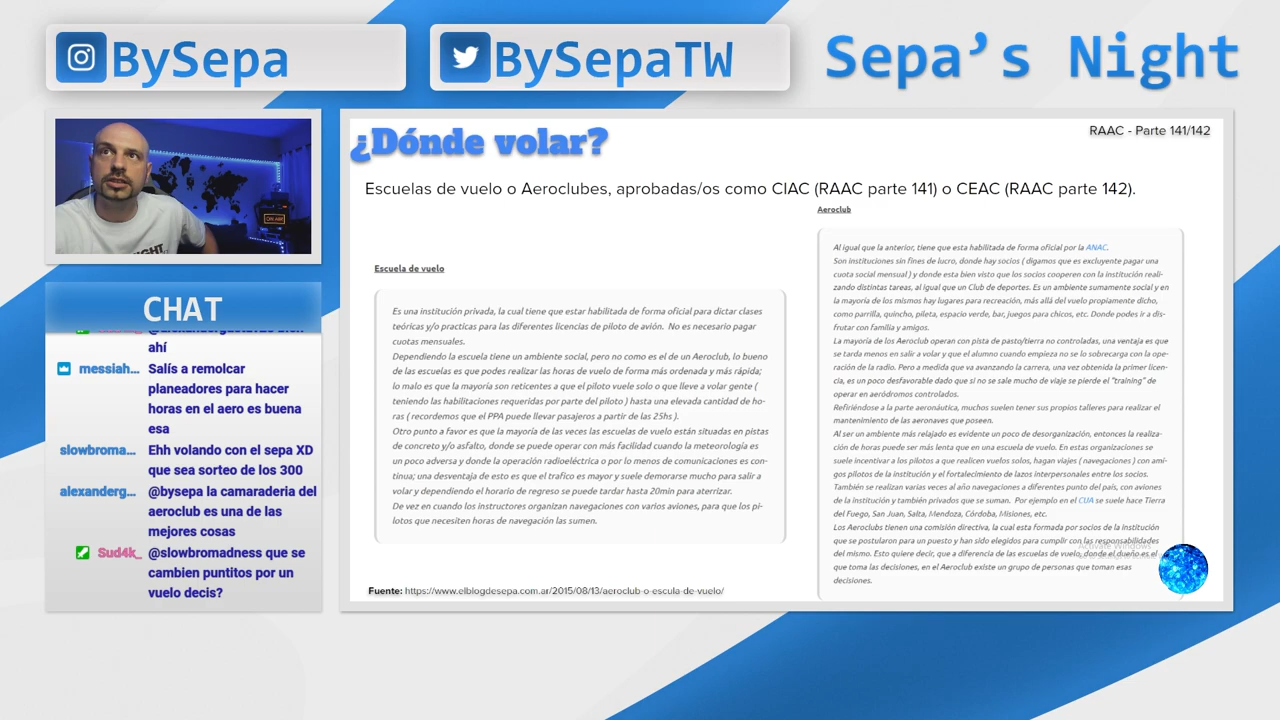 BySepa
BySepaTW
Sepa’s Night
ON AIR
CHAT
ahí
messiah... Salís a remolcar
planeadores para hacer
horas en el aero es buena
esa
slowbroma... Ehh volando con el sepa XD
que sea sorteo de los 300
alexanderg... @bysepa la camaraderia del
aeroclub es una de las
mejores cosas
Sud4k_ @slowbromadness que se
cambien puntitos por un
vuelo decis?
¿Dónde volar?
RAAC - Parte 141/142
Escuelas de vuelo o Aeroclubes, aprobadas/os como CIAC (RAAC parte 141) o CEAC (RAAC parte 142).
Escuela de vuelo
Es una institución privada, la cual tiene que estar habilitada de forma oficial para dictar clases
teóricas y/o practicas para las diferentes licencias de piloto de avión. No es necesario pagar
cuotas mensuales.
Dependiendo la escuela tiene un ambiente social, pero no como es el de un Aeroclub, lo bueno
de las escuelas es que podes realizar las horas de vuelo de forma más ordenada y más rápida;
lo malo es que la mayoría son reticentes a que el piloto vuele solo o que lleve a volar gente (
teniendo las habilitaciones requeridas por parte del piloto ) hasta una elevada cantidad de ho-
ras ( recordemos que el PPA puede llevar pasajeros a partir de las 25hs ).
Otro punto a favor es que la mayoría de las veces las escuelas de vuelo están situadas en pistas
de concreto y/o asfalto, donde se puede operar con más facilidad cuando la meteorología es
un poco adversa y donde la operación radioeléctrica o por lo menos de comunicaciones es con-
tinua; una desventaja de esto es que el trafico es mayor y suele demorarse mucho para salir a
volar y dependiendo el horario de regreso se puede tardar hasta 20min para aterrizar.
De vez en cuando los instructores organizan navegaciones con varios aviones, para que los pi-
lotos que necesiten horas de navegación las sumen.
Fuente: https://www.elblogdesepa.com.ar/2015/08/13/aeroclub-o-escula-de-vuelo/
Aeroclub
Al igual que la anterior, tiene que esta habilitada de forma oficial por la ANAC.
Son instituciones sin fines de lucro, donde hay socios ( digamos que es excluyente pagar una
cuota social mensual ) y donde esta bien visto que los socios cooperen con la institución reali-
zando distintas tareas, al igual que un Club de deportes. Es un ambiente sumamente social y en
la mayoría de los mismos hay lugares para recreación, más allá del vuelo propiamente dicho,
como parrilla, quincho, pileta, espacio verde, bar, juegos para chicos, etc. Donde podes ir a dis-
frutar con familia y amigos.
La mayoría de los Aeroclub operan con pista de pasto/tierra no controladas, una ventaja es que
se tarda menos en salir a volar y que el alumno cuando empieza no se lo sobrecarga con la ope-
ración de la radio. Pero a medida que va avanzando la carrera, una vez obtenida la primer licen-
cia, es un poco desfavorable dado que si no se sale mucho de viaje se pierde el "training" de
operar en aeródromos controlados.
Refiriéndose a la parte aeronáutica, muchos suelen tener sus propios talleres para realizar el
mantenimiento de las aeronaves que poseen.
Al ser un ambiente más relajado es evidente un poco de desorganización, entonces la realiza-
ción de horas puede ser más lenta que en una escuela de vuelo. En estas organizaciones se
suele incentivar a los pilotos a que realicen vuelos solos, hagan viajes ( navegaciones ) con ami-
gos pilotos de la institución y el fortalecimiento de lazos interpersonales entre los socios.
También se realizan varias veces al año navegaciones a diferentes punto del país, con aviones
de la institución y también privados que se suman. Por ejemplo en el CUA se suele hace Tierra
del Fuego, San Juan, Salta, Mendoza, Córdoba, Misiones, etc.
Los Aeroclubs tienen una comisión directiva, la cual esta formada por socios de la institución
que se postularon para un puesto y han sido elegidos para cumplir con las responsabilidades
del mismo. Esto quiere decir, que a diferencia de las escuelas de vuelo, donde el dueño es el
que toma las decisiones, en el Aeroclub existe un grupo de personas que toman esas
decisiones.
Activate Windows